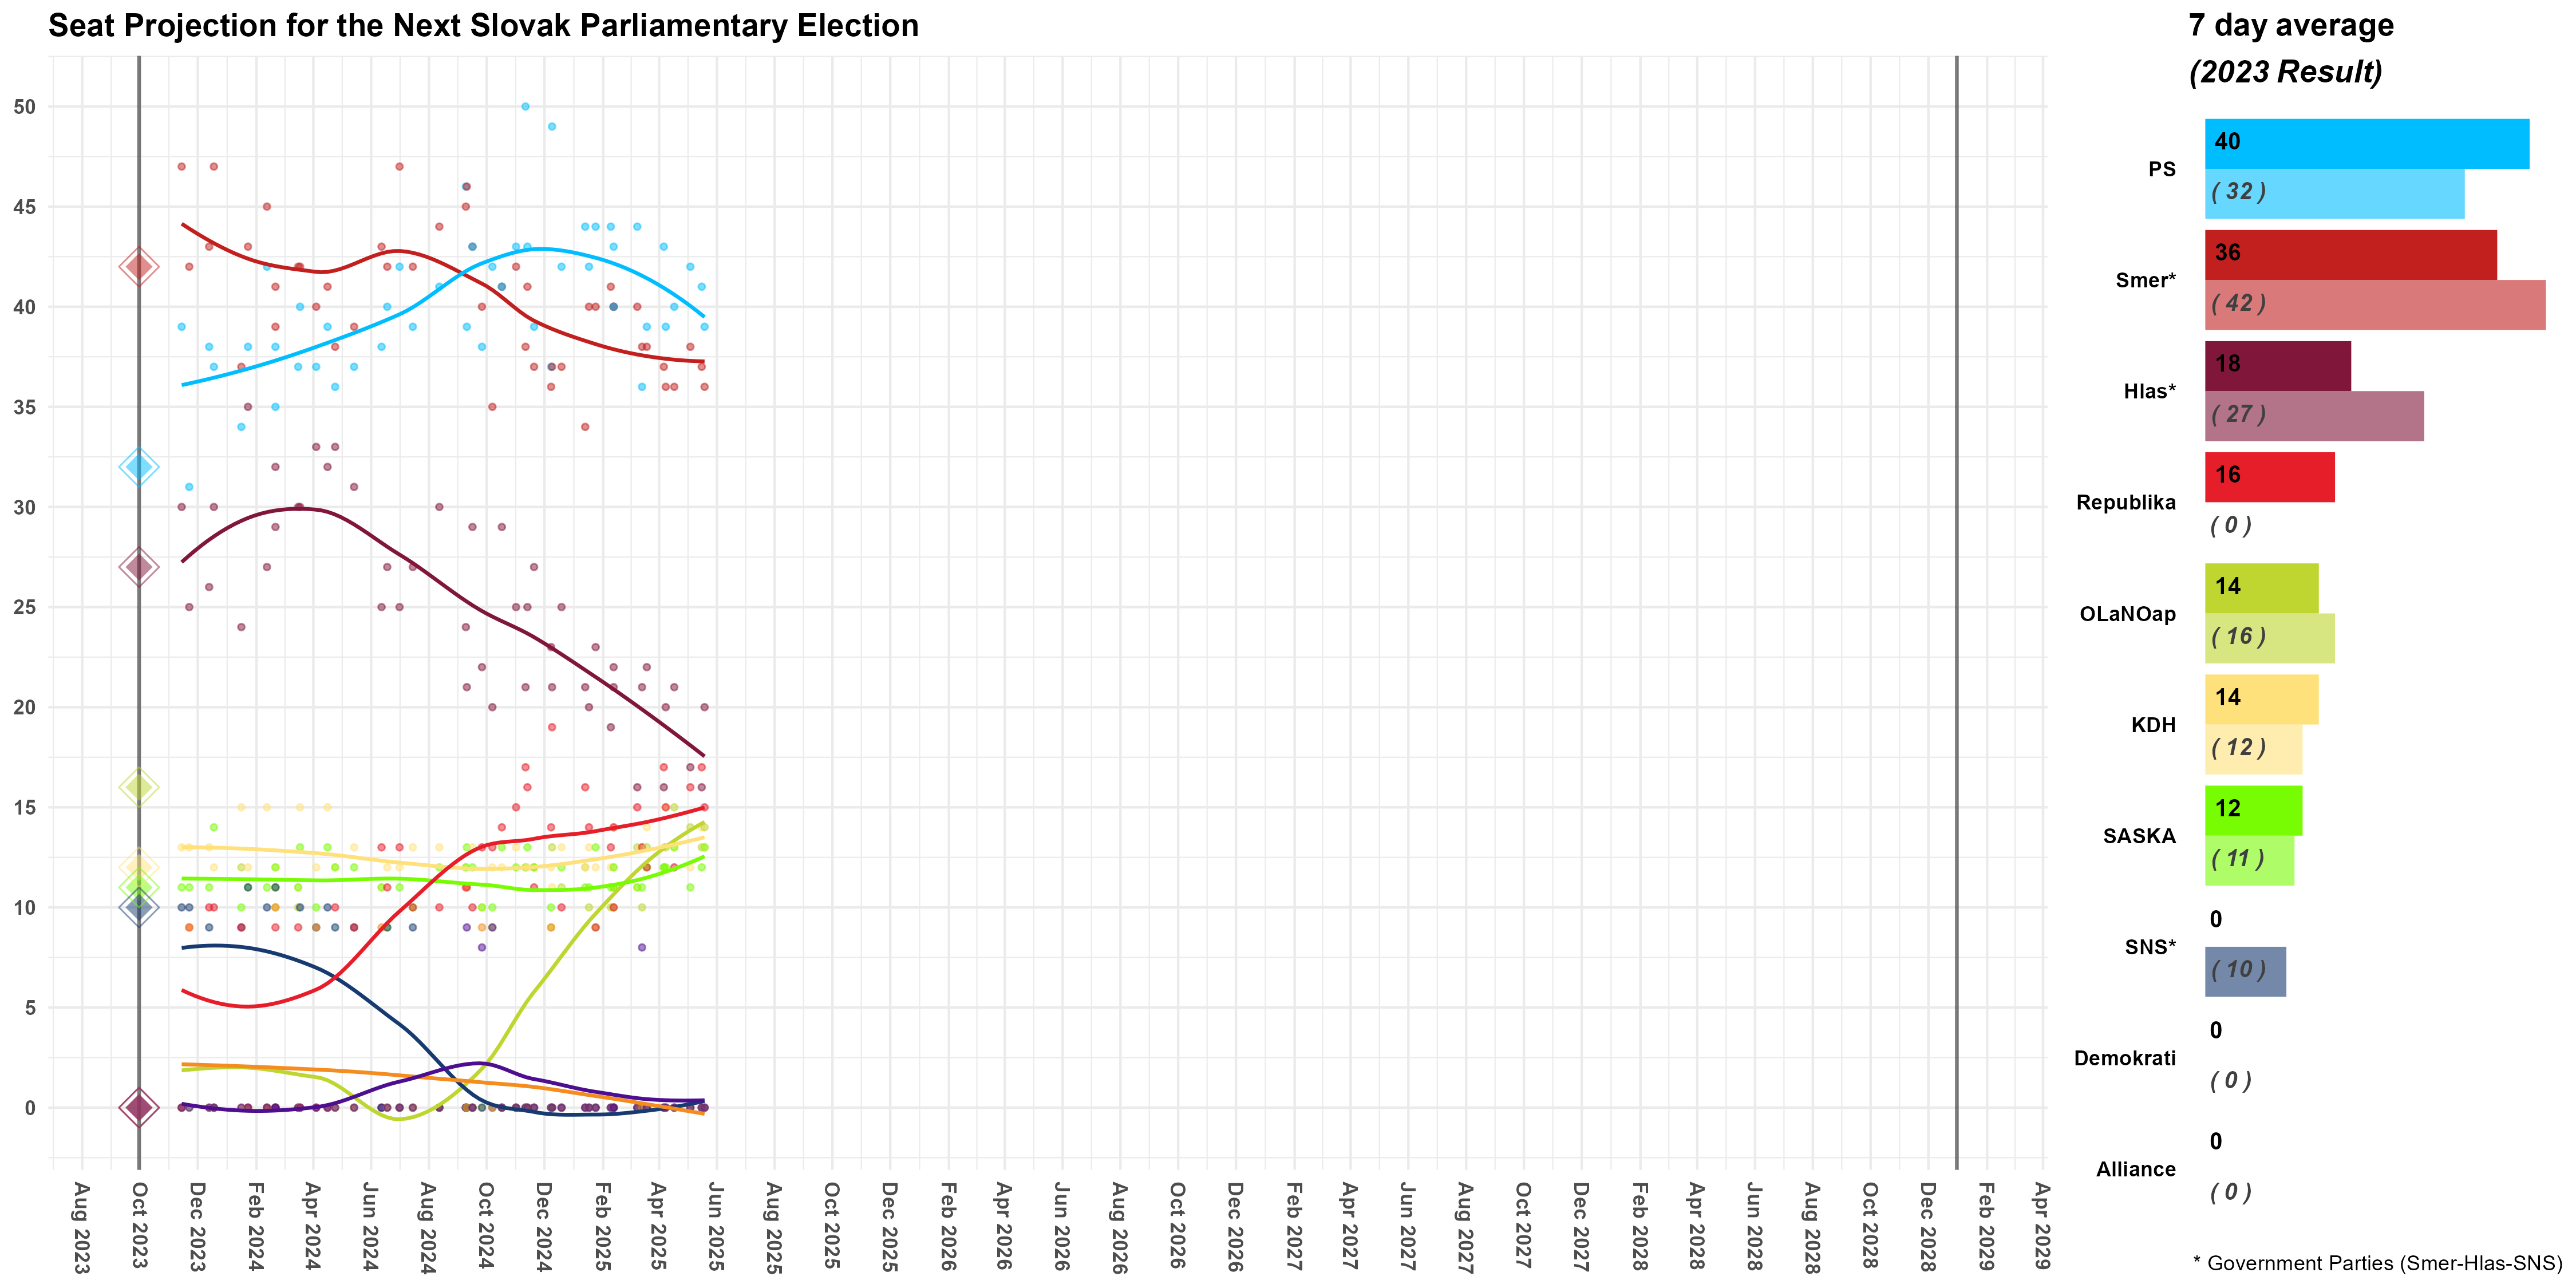 Seat Projection for the Next Slovak Parliamentary Election
7 day average
(2023 Result)
50
45
40
35
30
25
20
15
10
5
0
Aug 2023
Oct 2023
Dec 2023
Feb 2024
Apr 2024
Jun 2024
Aug 2024
Oct 2024
Dec 2024
Feb 2025
Apr 2025
Jun 2025
Aug 2025
Oct 2025
Dec 2025
Feb 2026
Apr 2026
Jun 2026
Aug 2026
Oct 2026
Dec 2026
Feb 2027
Apr 2027
Jun 2027
Aug 2027
Oct 2027
Dec 2027
Feb 2028
Apr 2028
Jun 2028
Aug 2028
Oct 2028
Dec 2028
Feb 2029
Apr 2029
40
PS
( 32 )
36
Smer*
( 42 )
18
Hlas*
( 27 )
16
Republika
( 0 )
14
OLaNOap
( 16 )
14
KDH
( 12 )
12
SASKA
( 11 )
0
SNS*
( 10 )
0
Demokrati
( 0 )
0
Alliance
( 0 )
* Government Parties (Smer-Hlas-SNS)